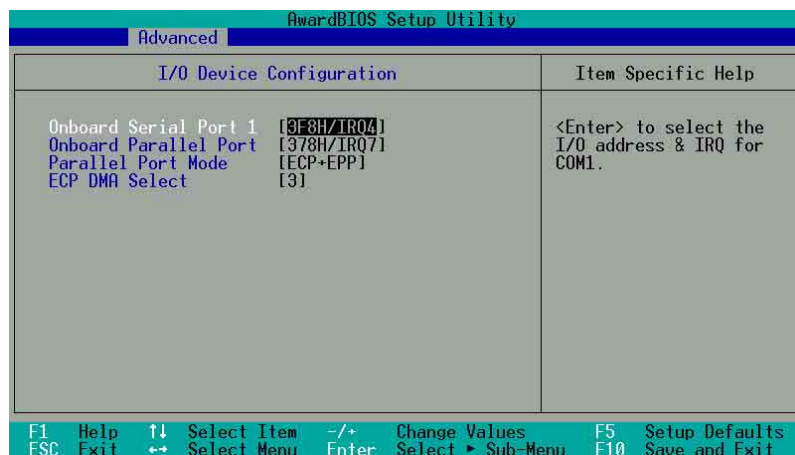 AwardBIOS Setup Utility
Advanced
I/O Device Configuration
Item Specific Help
Onboard Serial Port 1 [3F8H/IRQ4]
Onboard Parallel Port [378H/IRQ7]
Parallel Port Mode [ECP+EPP]
ECP DMA Select [3]
<Enter> to select the
I/O address & IRQ for
COM1.
F1 Help ↑↓ Select Item -/+ Change Values F5 Setup Defaults
ESC Exit ←→ Select Menu Enter Select ► Sub-Menu F10 Save and Exit